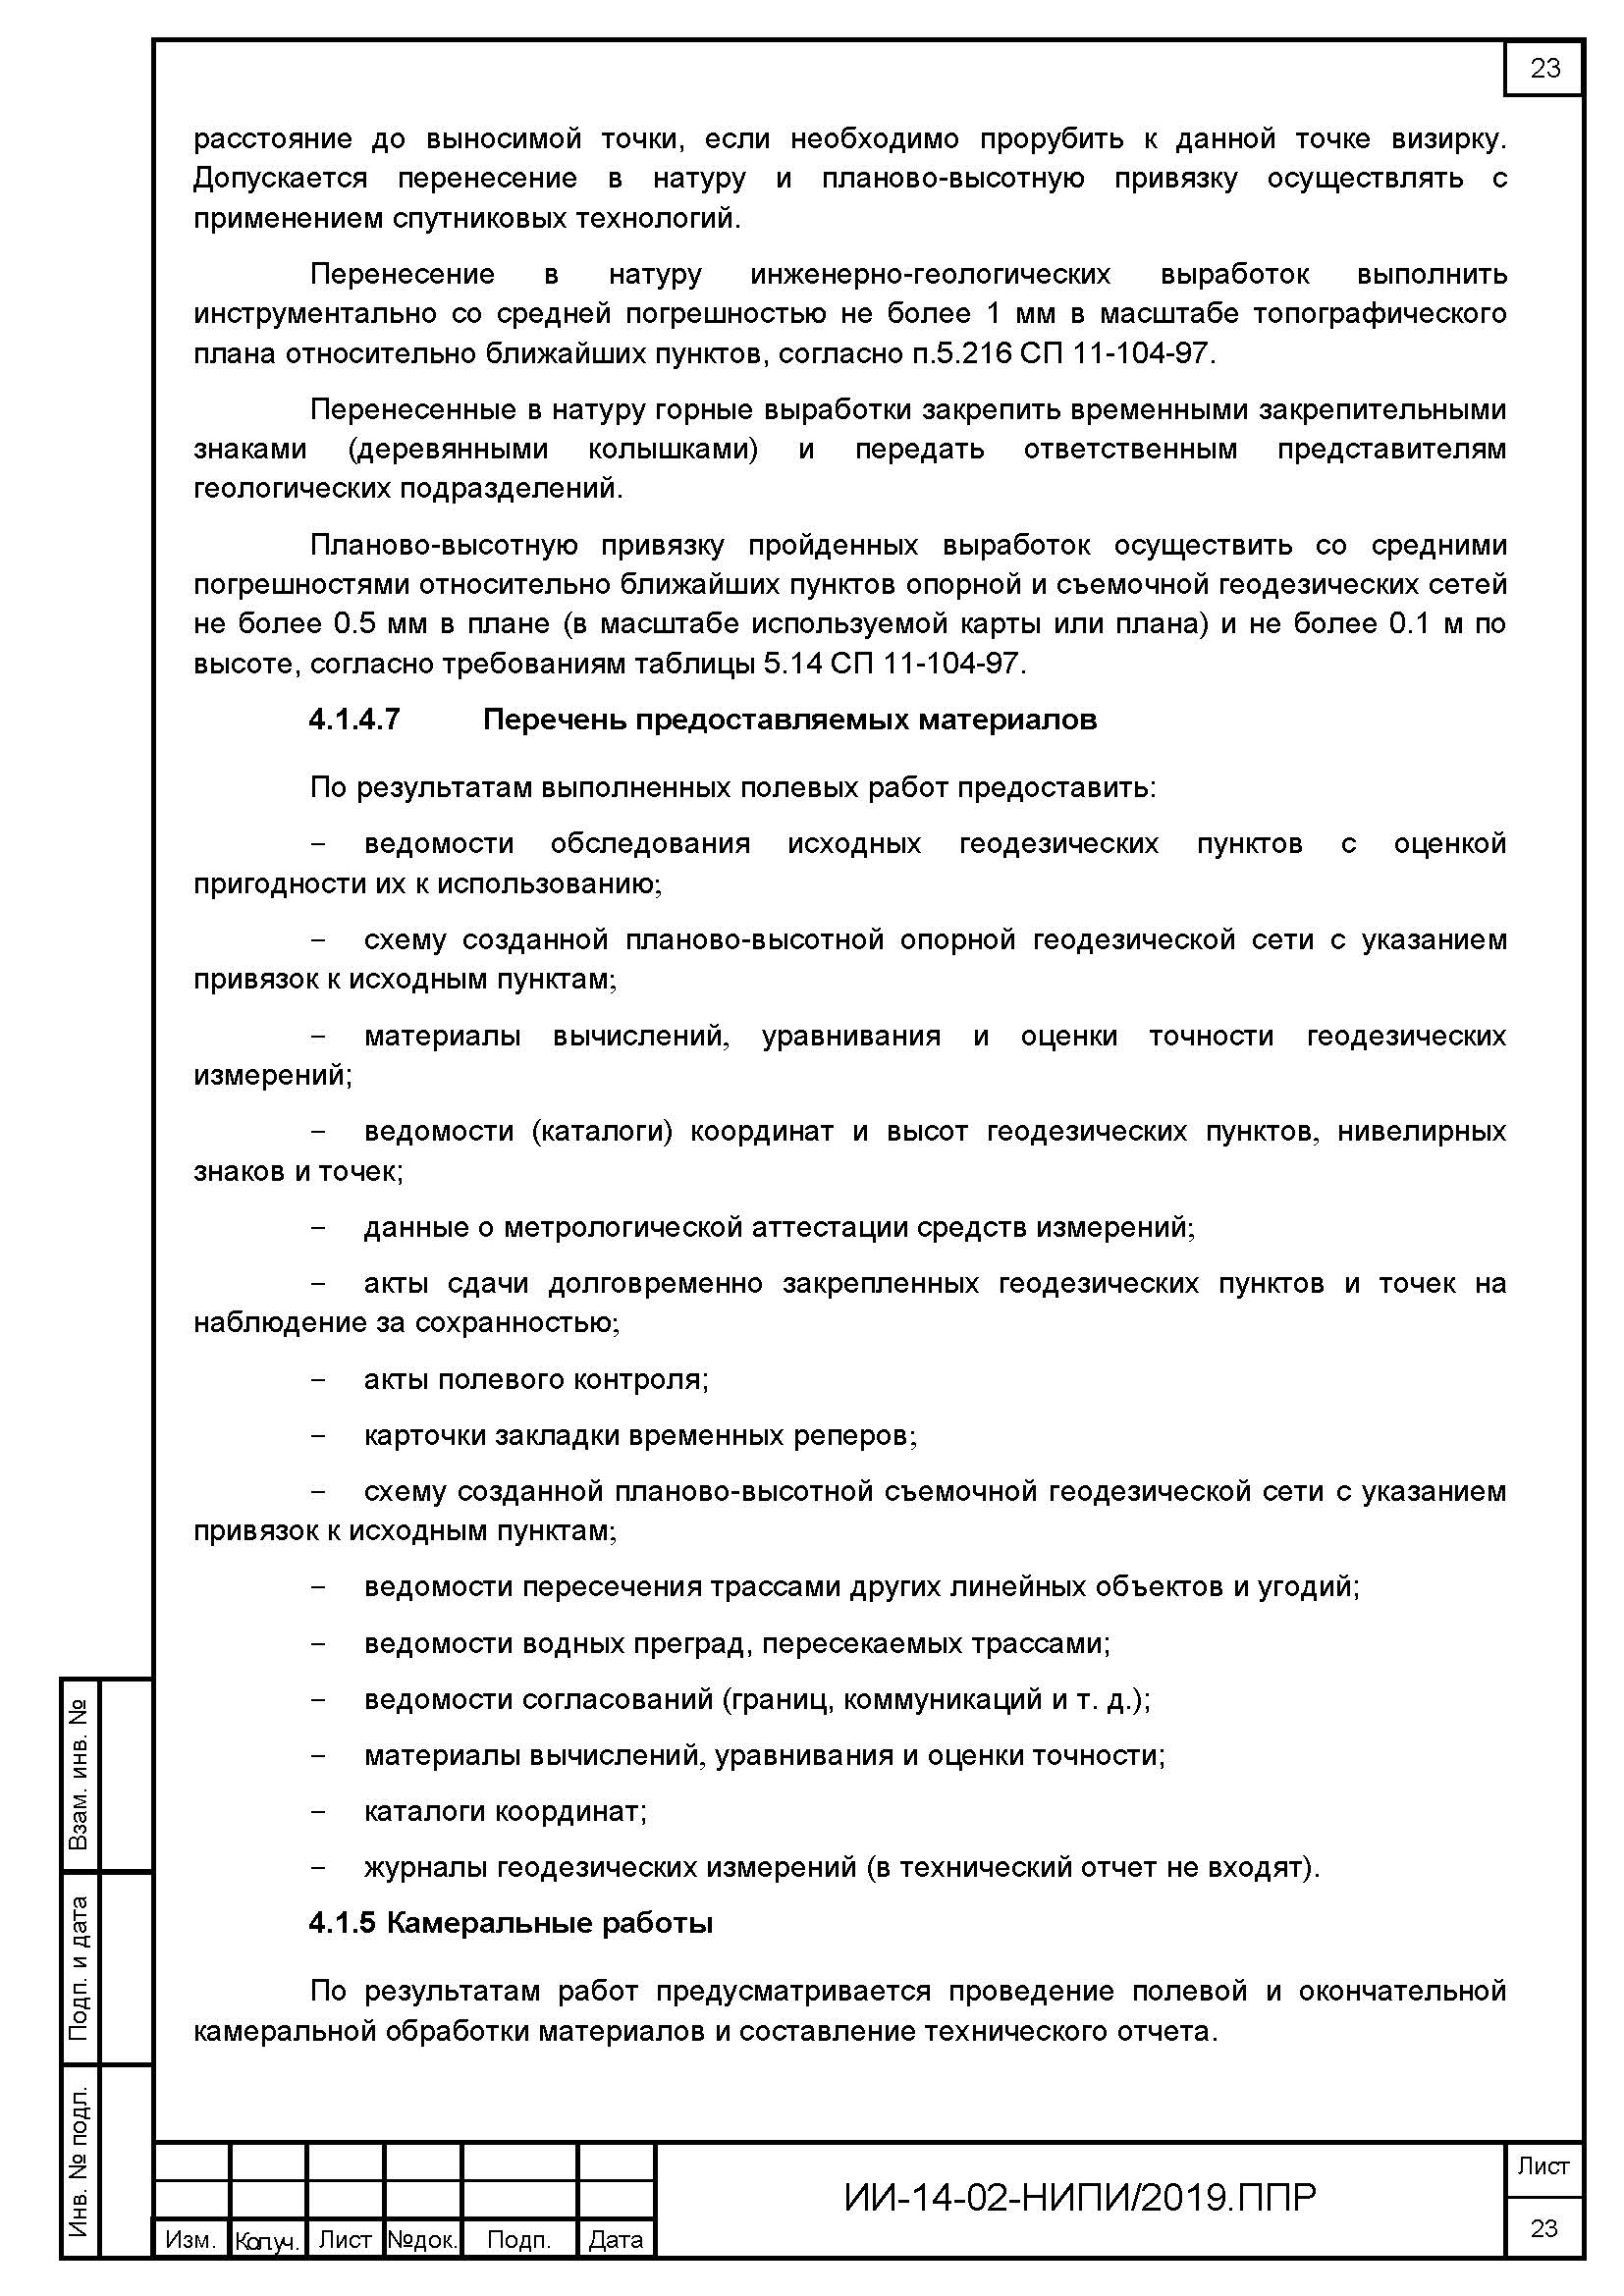 23
расстояние до выносимой точки, если необходимо прорубить к данной точке визирку.
Допускается перенесение в натуру и планово-высотную привязку осуществлять с
применением спутниковых технологий.
Перенесение в натуру инженерно-геологических выработок выполнить
инструментально со средней погрешностью не более 1 мм в масштабе топографического
плана относительно ближайших пунктов, согласно п.5.216 СП 11-104-97.
Перенесенные в натуру горные выработки закрепить временными закрепительными
знаками (деревянными колышками) и передать ответственным представителям
геологических подразделений.
Планово-высотную привязку пройденных выработок осуществить со средними
погрешностями относительно ближайших пунктов опорной и съемочной геодезических сетей
не более 0.5 мм в плане (в масштабе используемой карты или плана) и не более 0.1 м по
высоте, согласно требованиям таблицы 5.14 СП 11-104-97.
4.1.4.7 Перечень предоставляемых материалов
По результатам выполненных полевых работ предоставить:
− ведомости обследования исходных геодезических пунктов с оценкой
пригодности их к использованию;
− схему созданной планово-высотной опорной геодезической сети с указанием
привязок к исходным пунктам;
− материалы вычислений, уравнивания и оценки точности геодезических
измерений;
− ведомости (каталоги) координат и высот геодезических пунктов, нивелирных
знаков и точек;
− данные о метрологической аттестации средств измерений;
− акты сдачи долговременно закрепленных геодезических пунктов и точек на
наблюдение за сохранностью;
− акты полевого контроля;
− карточки закладки временных реперов;
− схему созданной планово-высотной съемочной геодезической сети с указанием
привязок к исходным пунктам;
− ведомости пересечения трассами других линейных объектов и угодий;
− ведомости водных преград, пересекаемых трассами;
− ведомости согласований (границ, коммуникаций и т. д.);
− материалы вычислений, уравнивания и оценки точности;
− каталоги координат;
− журналы геодезических измерений (в технический отчет не входят).
4.1.5 Камеральные работы
По результатам работ предусматривается проведение полевой и окончательной
камеральной обработки материалов и составление технического отчета.
Взам. инв. №
Подп. и дата
Инв. № подл.
Изм. Кол.уч. Лист №док. Подп. Дата
ИИ-14-02-НИПИ/2019.ППР
Лист
23